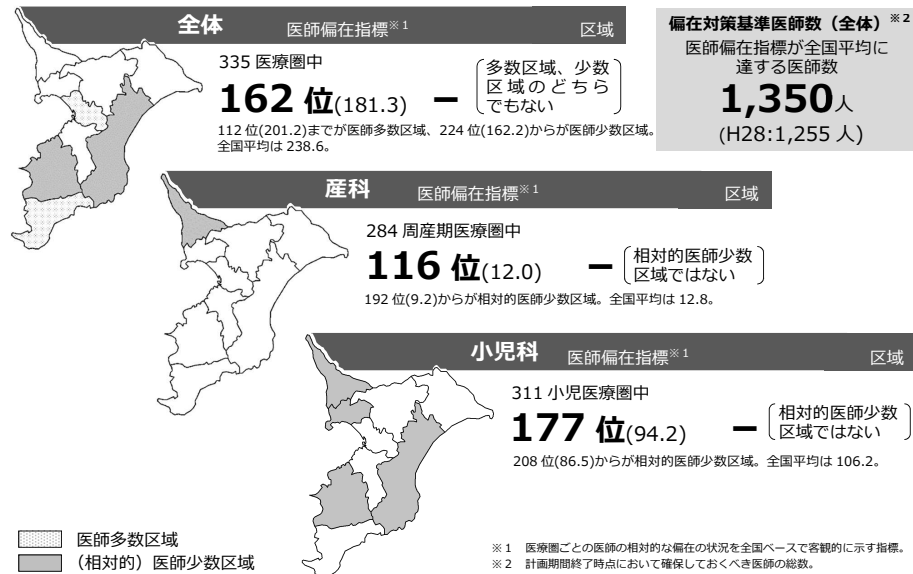 全体 医師偏在指標※1 区域
335 医療圏中
162 位(181.3) − 多数区域、少数
区域のどちら
でもない
112 位(201.2)までが医師多数区域、224 位(162.2)からが医師少数区域。
全国平均は 238.6。
偏在対策基準医師数（全体）※2
医師偏在指標が全国平均に
達する医師数
1,350人
(H28:1,255 人)
産科 医師偏在指標※1 区域
284 周産期医療圏中
116 位(12.0) − 相対的医師少数
区域ではない
192 位(9.2)からが相対的医師少数区域。全国平均は 12.8。
小児科 医師偏在指標※1 区域
311 小児医療圏中
177 位(94.2) − 相対的医師少数
区域ではない
208 位(86.5)からが相対的医師少数区域。全国平均は 106.2。
医師多数区域
（相対的）医師少数区域
※1 医療圏ごとの医師の相対的な偏在の状況を全国ベースで客観的に示す指標。
※2 計画期間終了時点において確保しておくべき医師の総数。